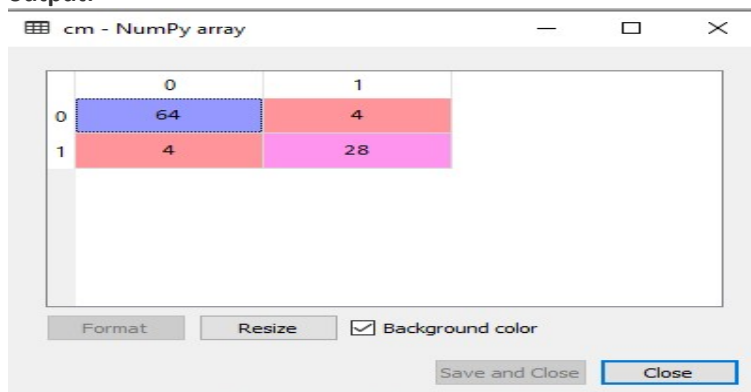 cm - NumPy array
0 1
0 64 4
1 4 28
Format Resize Background color
Save and Close Close